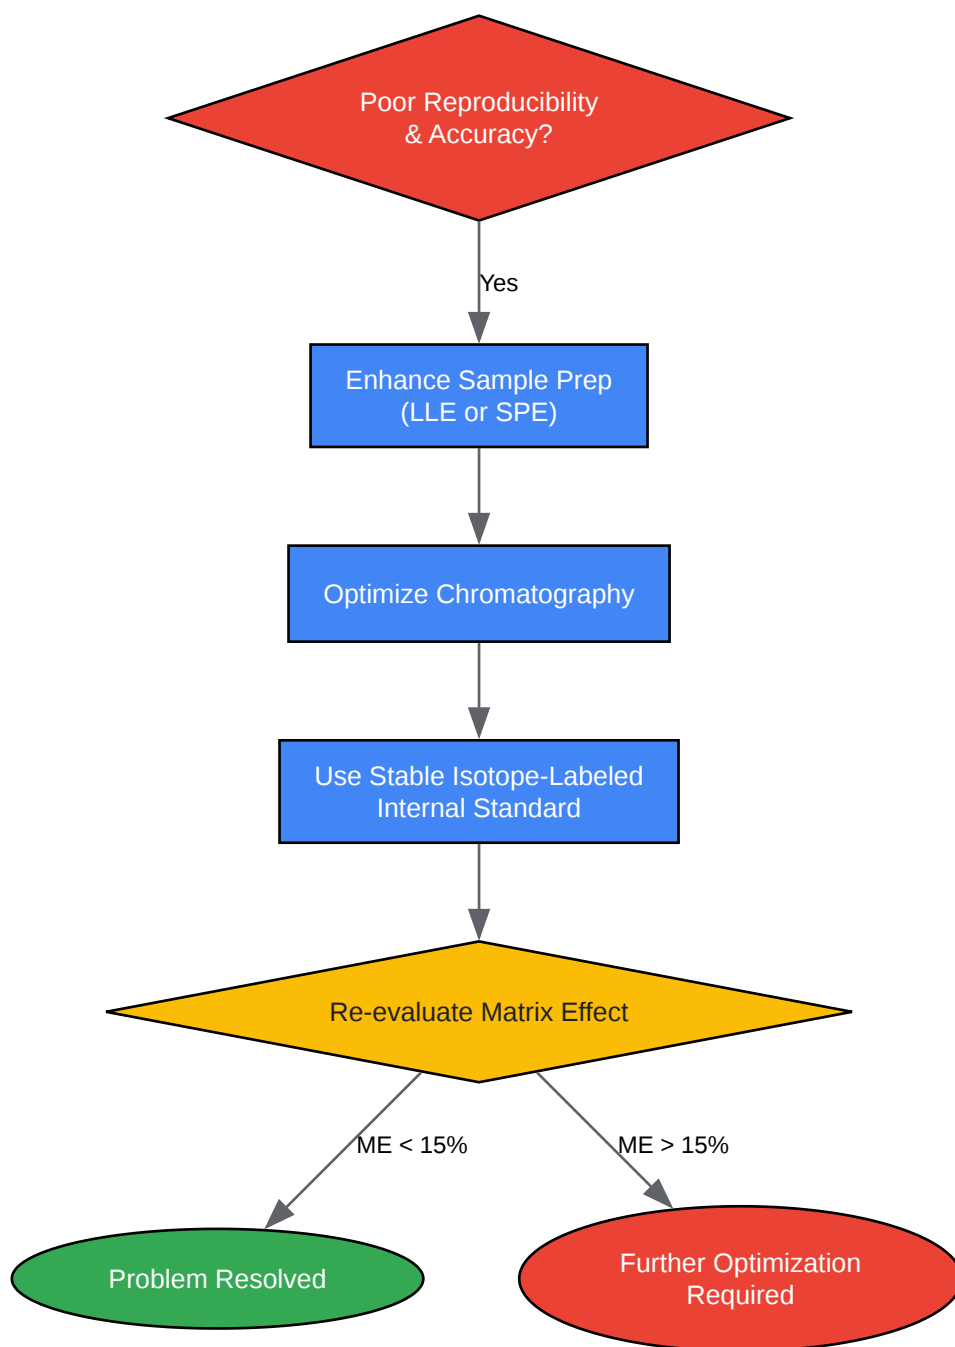 Poor Reproducibility
& Accuracy?
Yes
Enhance Sample Prep
(LLE or SPE)
Optimize Chromatography
Use Stable Isotope-Labeled
Internal Standard
Re-evaluate Matrix Effect
ME < 15%
ME > 15%
Problem Resolved
Further Optimization
Required